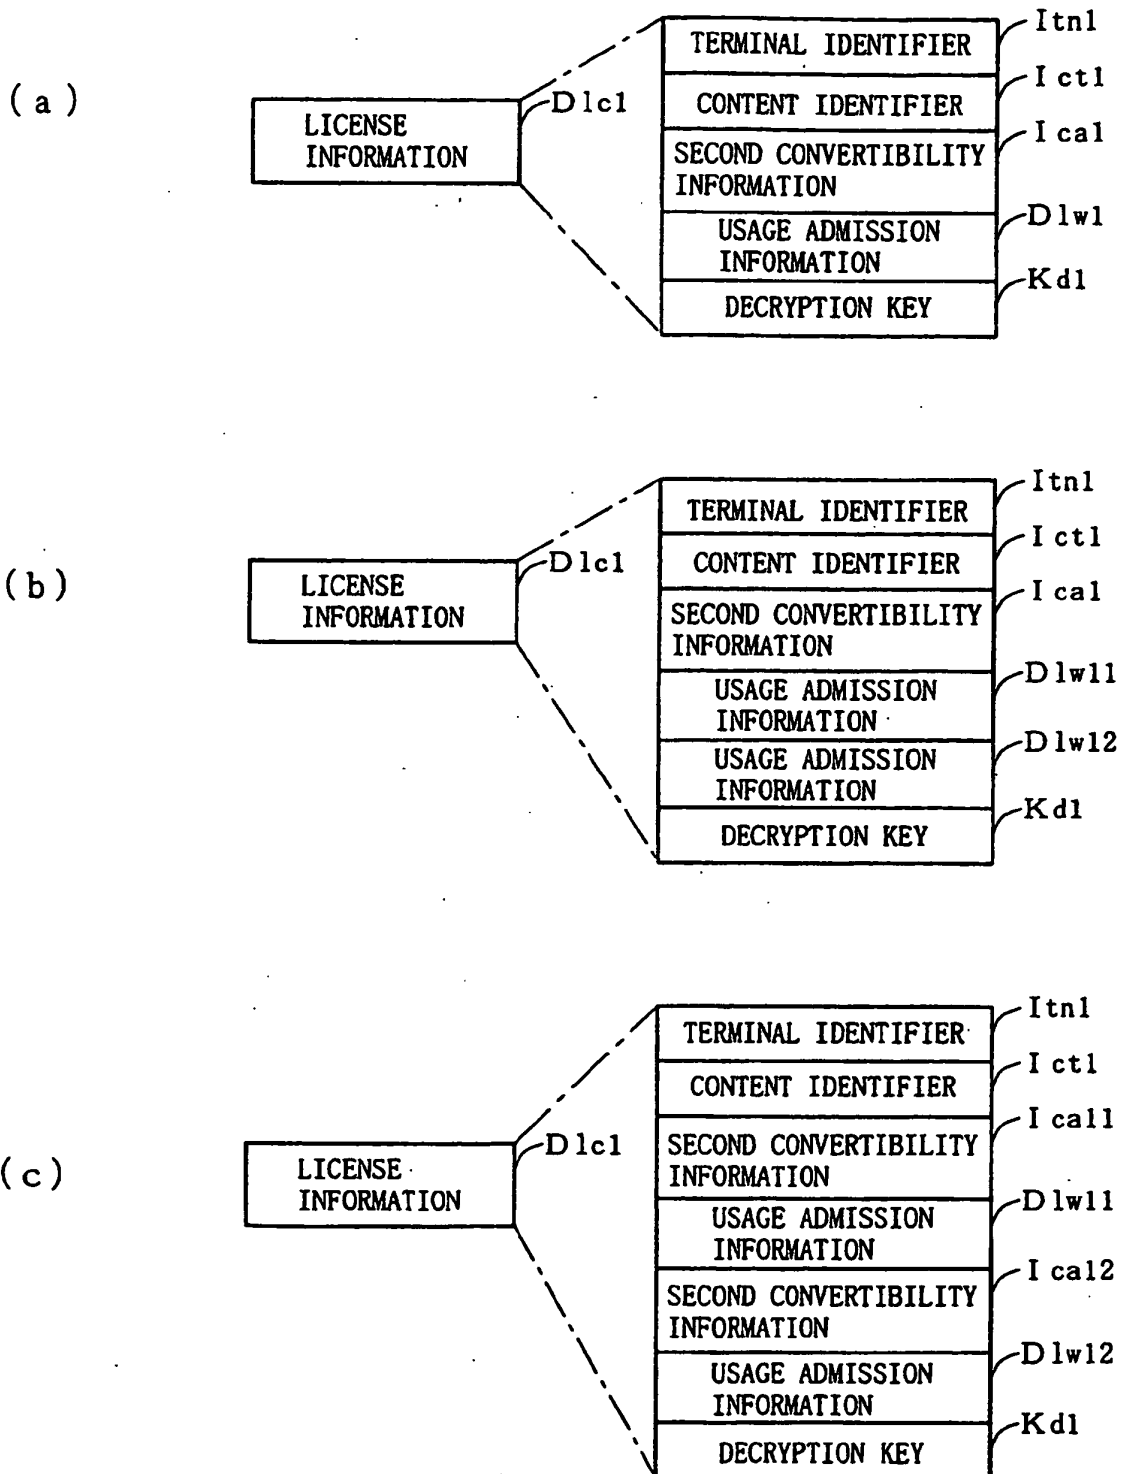 (a)
LICENSE
INFORMATION
Dlc1
TERMINAL IDENTIFIER
Itn1
CONTENT IDENTIFIER
Ict1
SECOND CONVERTIBILITY
INFORMATION
Ica1
USAGE ADMISSION
INFORMATION
Dlw1
DECRYPTION KEY
Kd1
(b)
LICENSE
INFORMATION
Dlc1
TERMINAL IDENTIFIER
Itn1
CONTENT IDENTIFIER
Ict1
SECOND CONVERTIBILITY
INFORMATION
Ica1
USAGE ADMISSION
INFORMATION
Dlw11
USAGE ADMISSION
INFORMATION
Dlw12
DECRYPTION KEY
Kd1
(c)
LICENSE
INFORMATION
Dlc1
TERMINAL IDENTIFIER
Itn1
CONTENT IDENTIFIER
Ict1
SECOND CONVERTIBILITY
INFORMATION
Ica11
USAGE ADMISSION
INFORMATION
Dlw11
SECOND CONVERTIBILITY
INFORMATION
Ica12
USAGE ADMISSION
INFORMATION
Dlw12
DECRYPTION KEY
Kd1